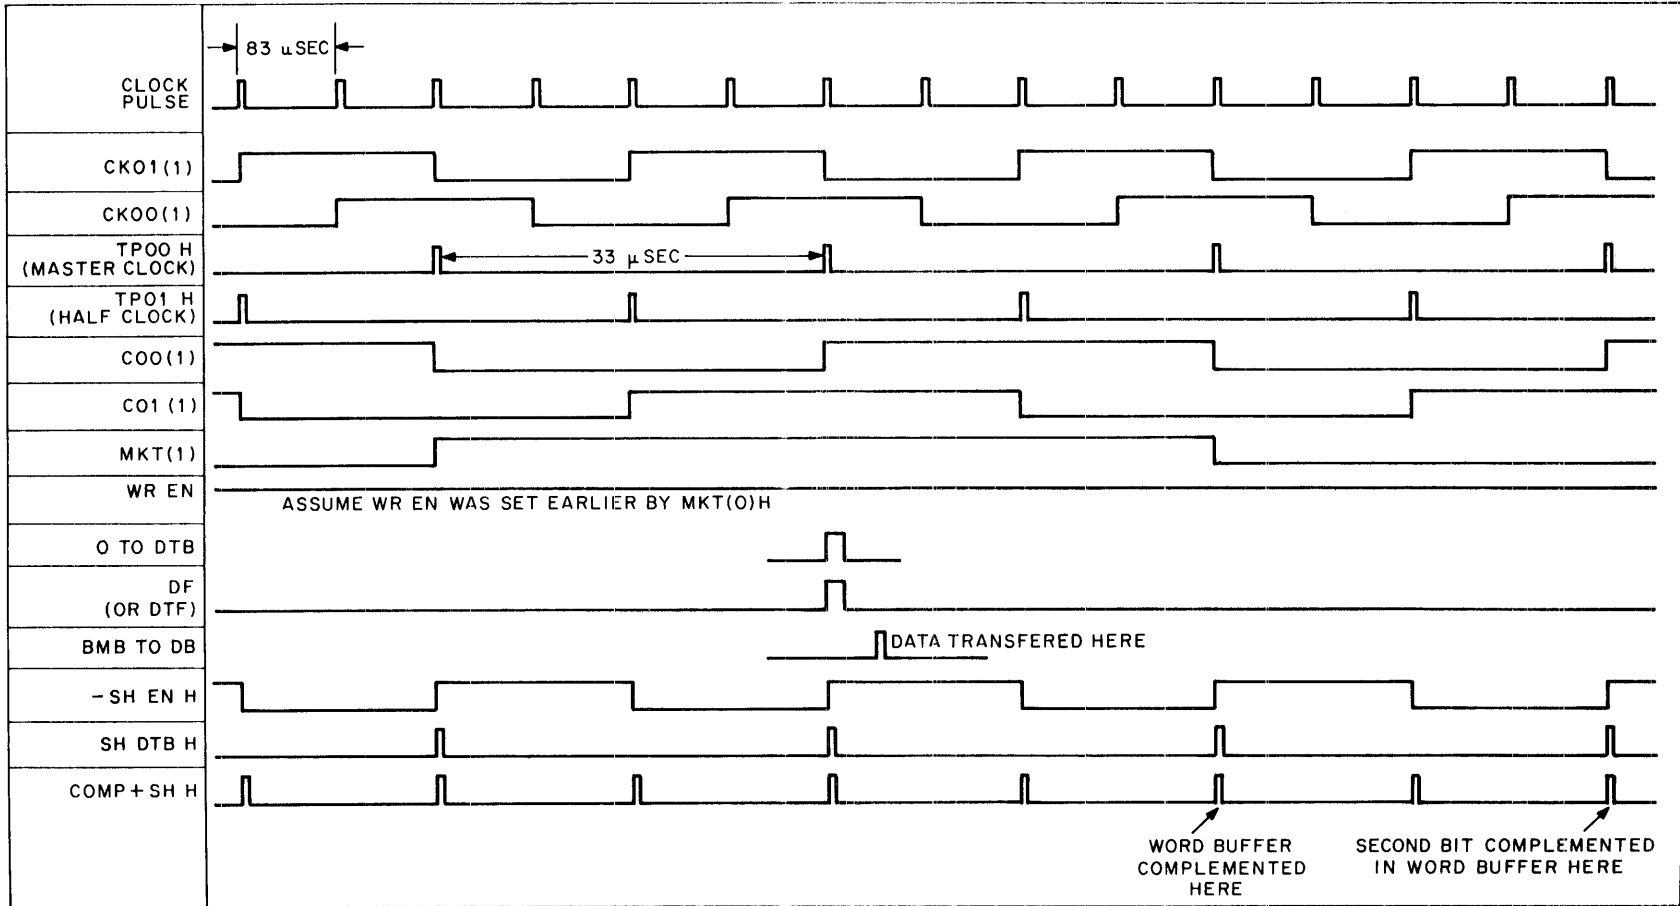 83 uSEC
CLOCK
PULSE
CK01(1)
CK00(1)
TP00 H
(MASTER CLOCK)
33 μSEC
TP01 H
(HALF CLOCK)
C00(1)
C01 (1)
MKT(1)
WR EN
ASSUME WR EN WAS SET EARLIER BY MKT(0)H
0 TO DTB
DF
(OR DTF)
BMB TO DB
DATA TRANSFERED HERE
-SH EN H
SH DTB H
COMP+SH H
WORD BUFFER
COMPLEMENTED
HERE
SECOND BIT COMPLEMENTED
IN WORD BUFFER HERE